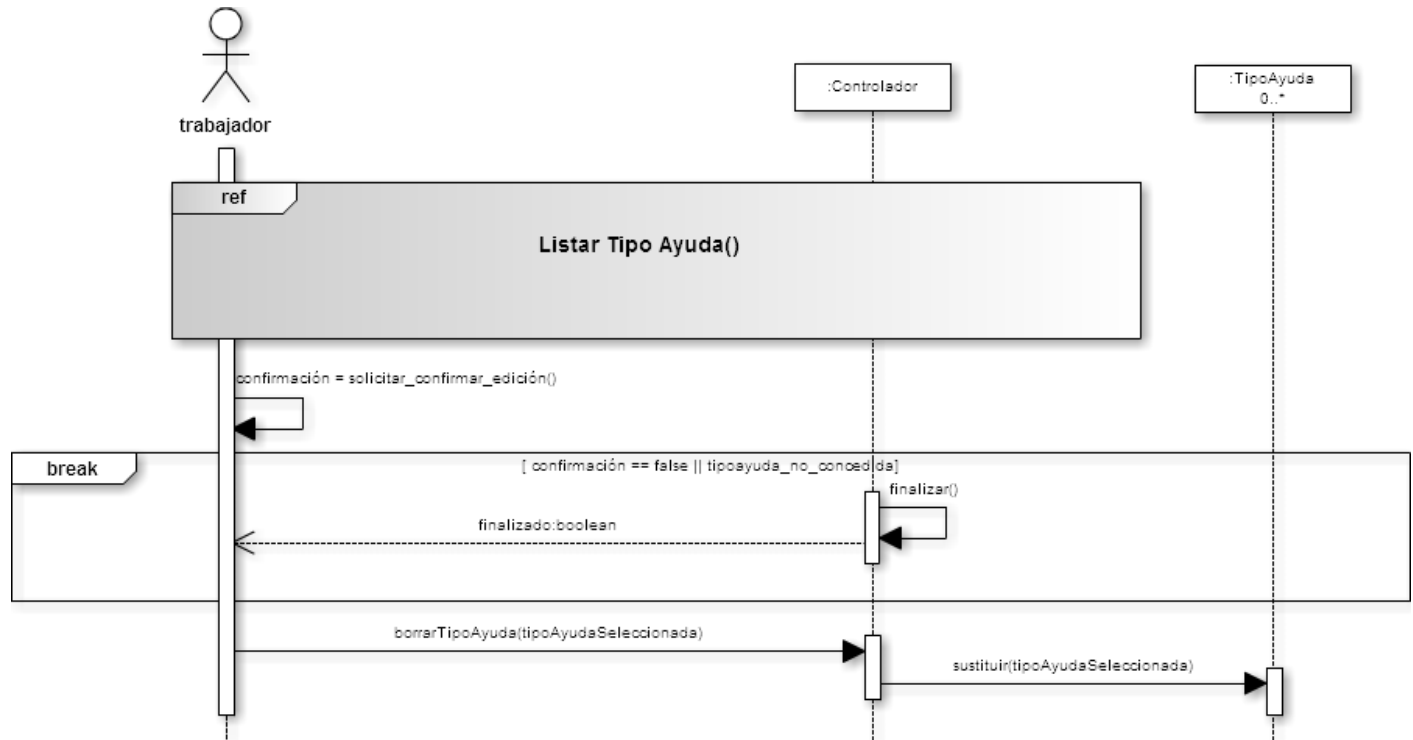 :Controlador
:TipoAyuda
0..*
trabajador
ref
Listar Tipo Ayuda()
confirmación = solicitar_confirmar_edición()
break
[ confirmación == false || tipoayuda_no_concedida]
finalizar()
finalizado:boolean
borrarTipoAyuda(tipoAyudaSeleccionada)
sustituir(tipoAyudaSeleccionada)